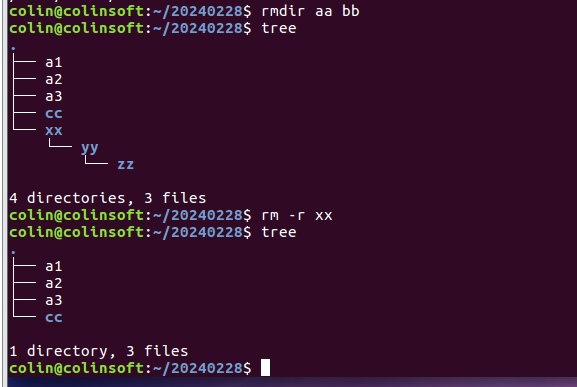 colin@colinsoft:~/20240228$ rmdir aa bb
colin@colinsoft:~/20240228$ tree
.
├── a1
├── a2
├── a3
├── cc
└── xx
    └── yy
        └── zz
4 directories, 3 files
colin@colinsoft:~/20240228$ rm -r xx
colin@colinsoft:~/20240228$ tree
.
├── a1
├── a2
├── a3
└── cc
1 directory, 3 files
colin@colinsoft:~/20240228$